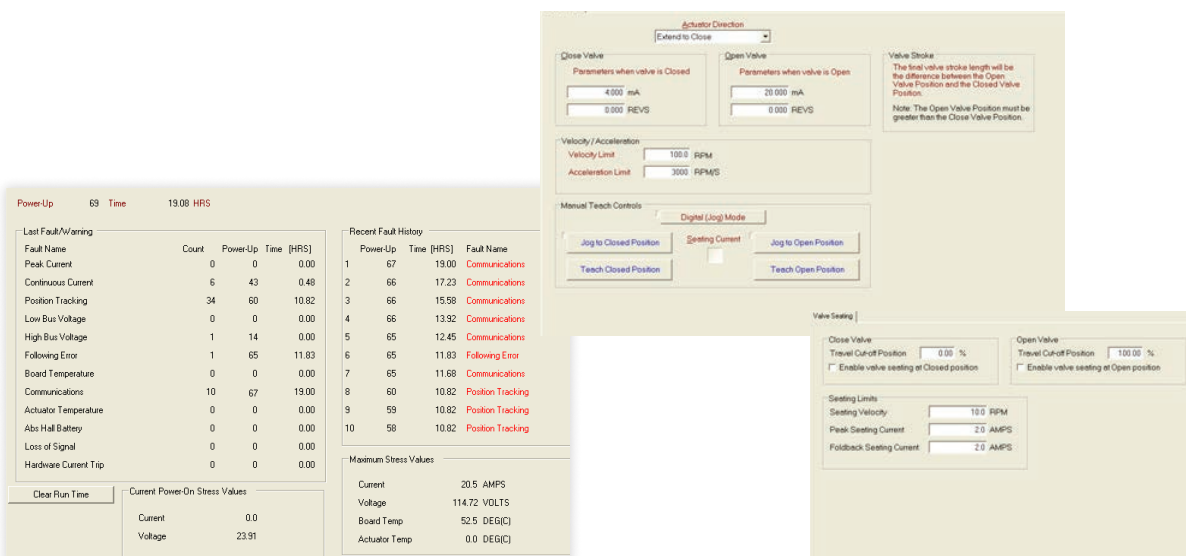 Actuator Direction
Extend to Close
Close Valve
Parameters when valve is Closed
4.000 mA
0.000 REVS
Open Valve
Parameters when valve is Open
20.000 mA
0.000 REVS
Valve Stroke
The final valve stroke length will be
the difference between the Open
Valve Position and the Closed Valve
Position.
Note: The Open Valve Position must be
greater than the Close Valve Position.
Velocity / Acceleration
Velocity Limit 100.0 RPM
Acceleration Limit 3000 RPM/S
Manual Teach Controls
Digital (Jog) Mode
Jog to Closed Position
Seating Current
Jog to Open Position
Teach Closed Position
Teach Open Position
Power-Up 69 Time 19.08 HRS
Last Fault/Warning
Fault Name Count Power-Up Time [HRS]
Peak Current 0 0 0.00
Continuous Current 6 43 0.48
Position Tracking 34 60 10.82
Low Bus Voltage 0 0 0.00
High Bus Voltage 1 14 0.00
Following Error 1 65 11.83
Board Temperature 0 0 0.00
Communications 10 67 19.00
Actuator Temperature 0 0 0.00
Abs Hall Battery 0 0 0.00
Loss of Signal 0 0 0.00
Hardware Current Trip 0 0 0.00
Recent Fault History
Power-Up Time [HRS] Fault Name
1 67 19.00 Communications
2 66 17.23 Communications
3 66 15.58 Communications
4 66 13.92 Communications
5 65 12.45 Communications
6 65 11.83 Following Error
7 65 11.68 Communications
8 60 10.82 Position Tracking
9 59 10.82 Position Tracking
10 58 10.82 Position Tracking
Clear Run Time
Current Power-On Stress Values
Current 0.0
Voltage 23.91
Maximum Stress Values
Current 20.5 AMPS
Voltage 114.72 VOLTS
Board Temp 52.5 DEG(C)
Actuator Temp 0.0 DEG(C)
Valve Seating
Close Valve
Travel Cut-off Position 0.00 %
Enable valve seating at Closed position
Open Valve
Travel Cut-off Position 100.00 %
Enable valve seating at Open position
Seating Limits
Seating Velocity 10.0 RPM
Peak Seating Current 2.0 AMPS
Foldback Seating Current 2.0 AMPS